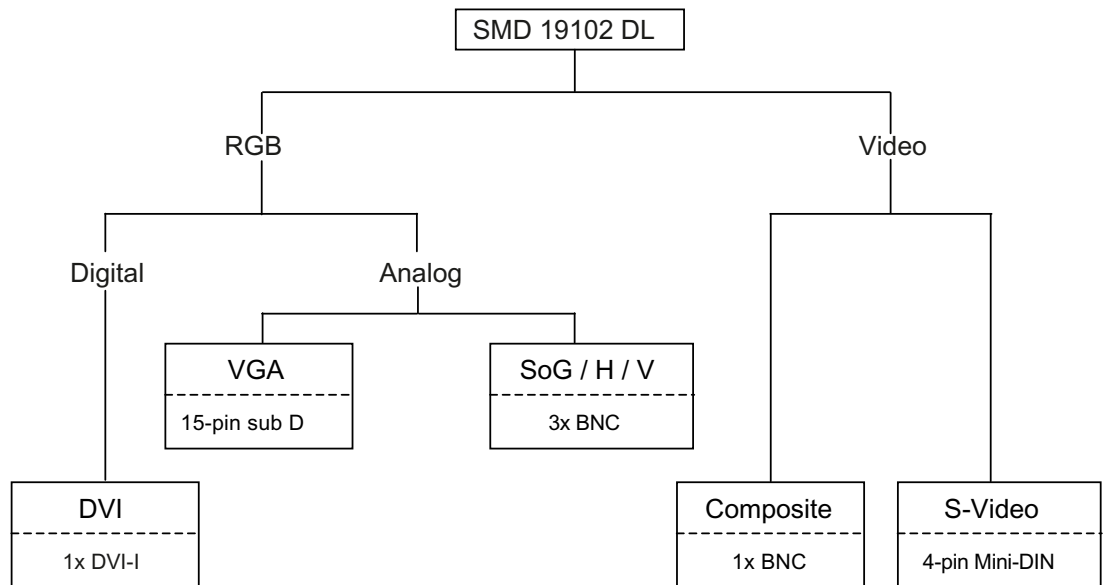 SMD 19102 DL
RGB
Video
Digital
Analog
VGA
15-pin sub D
SoG / H / V
3x BNC
DVI
1x DVI-I
Composite
1x BNC
S-Video
4-pin Mini-DIN